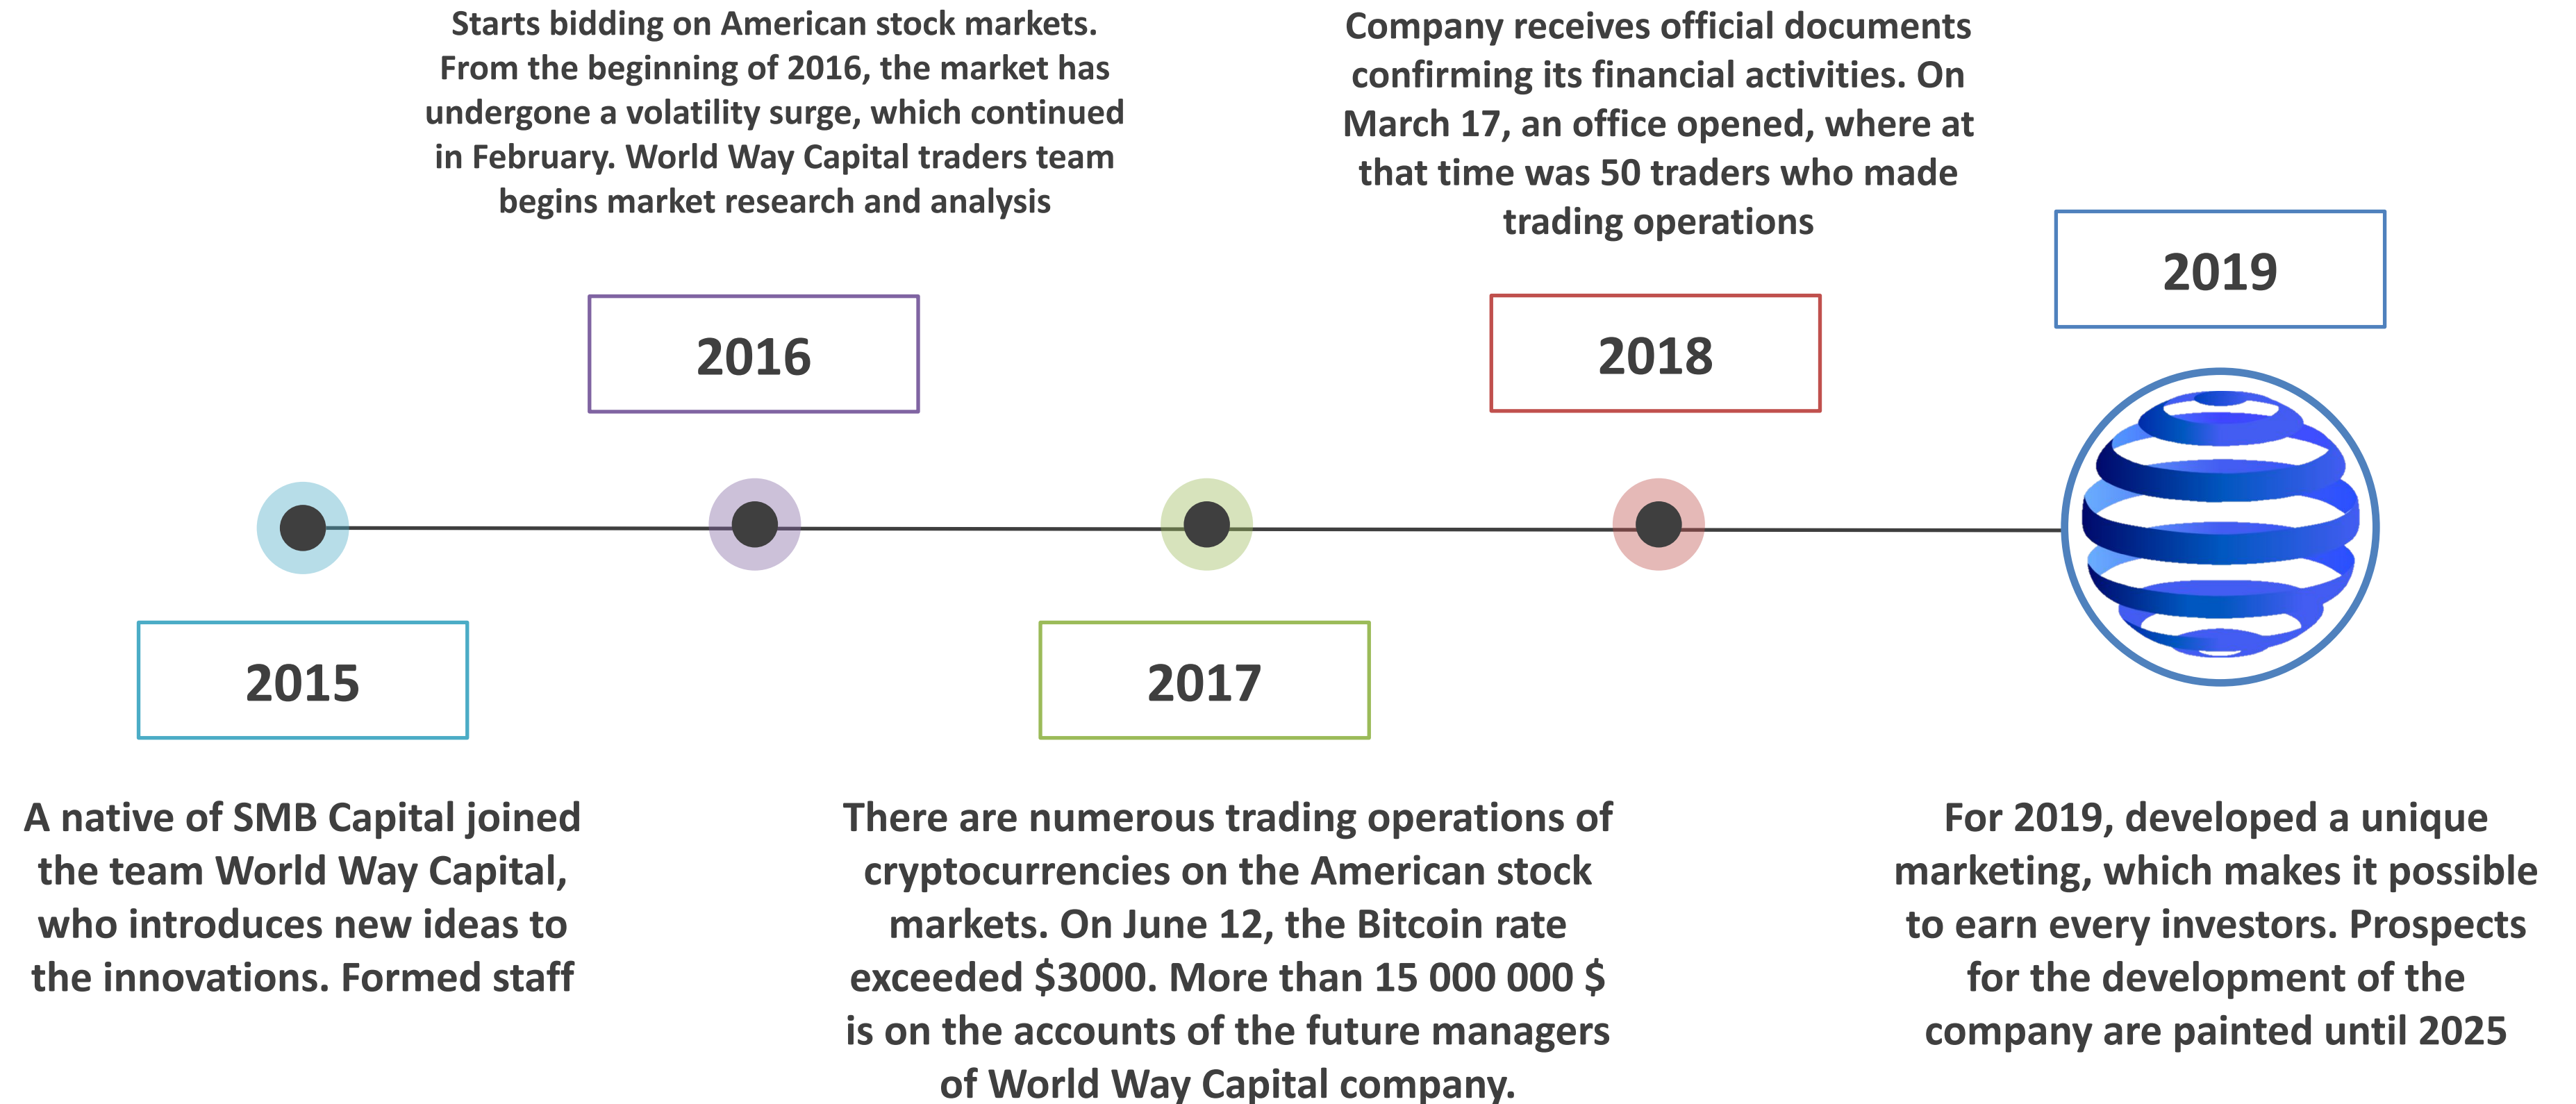 Starts bidding on American stock markets.
From the beginning of 2016, the market has
undergone a volatility surge, which continued
in February. World Way Capital traders team
begins market research and analysis
Company receives official documents
confirming its financial activities. On
March 17, an office opened, where at
that time was 50 traders who made
trading operations
2019
2016
2018
2015
2017
A native of SMB Capital joined
the team World Way Capital,
who introduces new ideas to
the innovations. Formed staff
There are numerous trading operations of
cryptocurrencies on the American stock
markets. On June 12, the Bitcoin rate
exceeded $3000. More than 15 000 000 $
is on the accounts of the future managers
of World Way Capital company.
For 2019, developed a unique
marketing, which makes it possible
to earn every investors. Prospects
for the development of the
company are painted until 2025